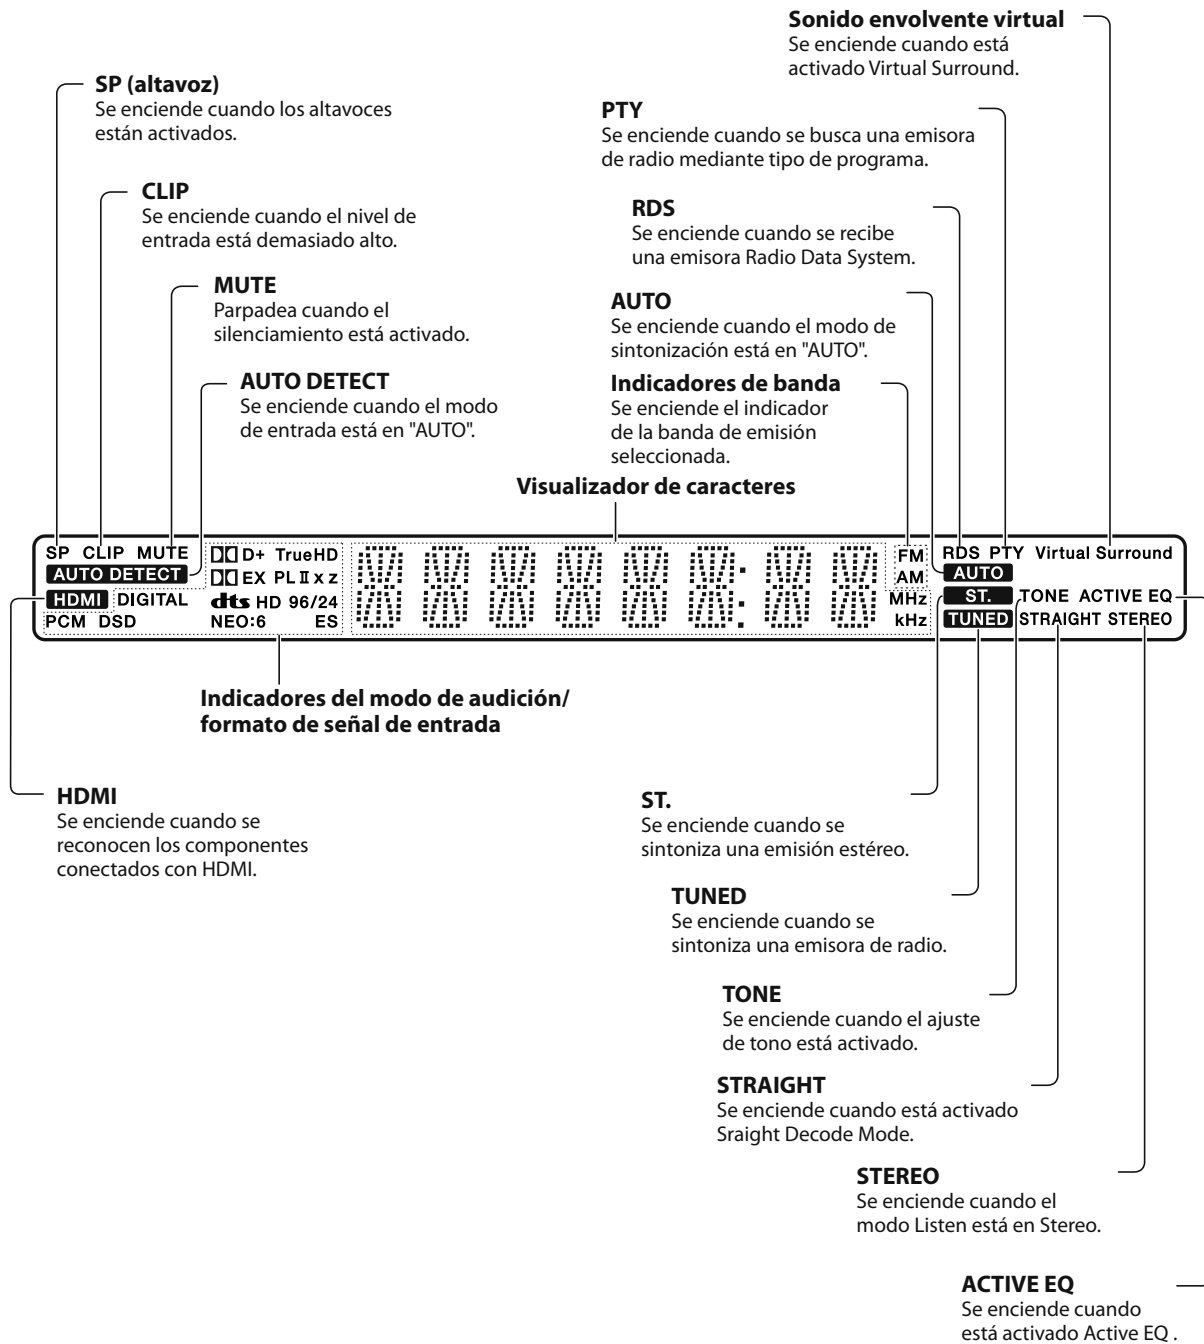 Sonido envolvente virtual
Se enciende cuando está
activado Virtual Surround.
SP (altavoz)
Se enciende cuando los altavoces
están activados.
PTY
Se enciende cuando se busca una emisora
de radio mediante tipo de programa.
CLIP
Se enciende cuando el nivel de
entrada está demasiado alto.
RDS
Se enciende cuando se recibe
una emisora Radio Data System.
MUTE
Parpadea cuando el
silenciamiento está activado.
AUTO
Se enciende cuando el modo de
sintonización está en "AUTO".
AUTO DETECT
Se enciende cuando el modo
de entrada está en "AUTO".
Indicadores de banda
Se enciende el indicador
de la banda de emisión
seleccionada.
Visualizador de caracteres
SP CLIP MUTE
AUTO DETECT
HDMI DIGITAL
PCM DSD
D+ TrueHD
EX PL II x z
dts HD 96/24
NEO:6 ES
FM
AM
MHz
kHz
RDS PTY Virtual Surround
AUTO
ST. TONE ACTIVE EQ
TUNED STRAIGHT STEREO
Indicadores del modo de audición/
formato de señal de entrada
HDMI
Se enciende cuando se
reconocen los componentes
conectados con HDMI.
ST.
Se enciende cuando se
sintoniza una emisión estéreo.
TUNED
Se enciende cuando se
sintoniza una emisora de radio.
TONE
Se enciende cuando el ajuste
de tono está activado.
STRAIGHT
Se enciende cuando está activado
Sraight Decode Mode.
STEREO
Se enciende cuando el
modo Listen está en Stereo.
ACTIVE EQ
Se enciende cuando
está activado Active EQ .